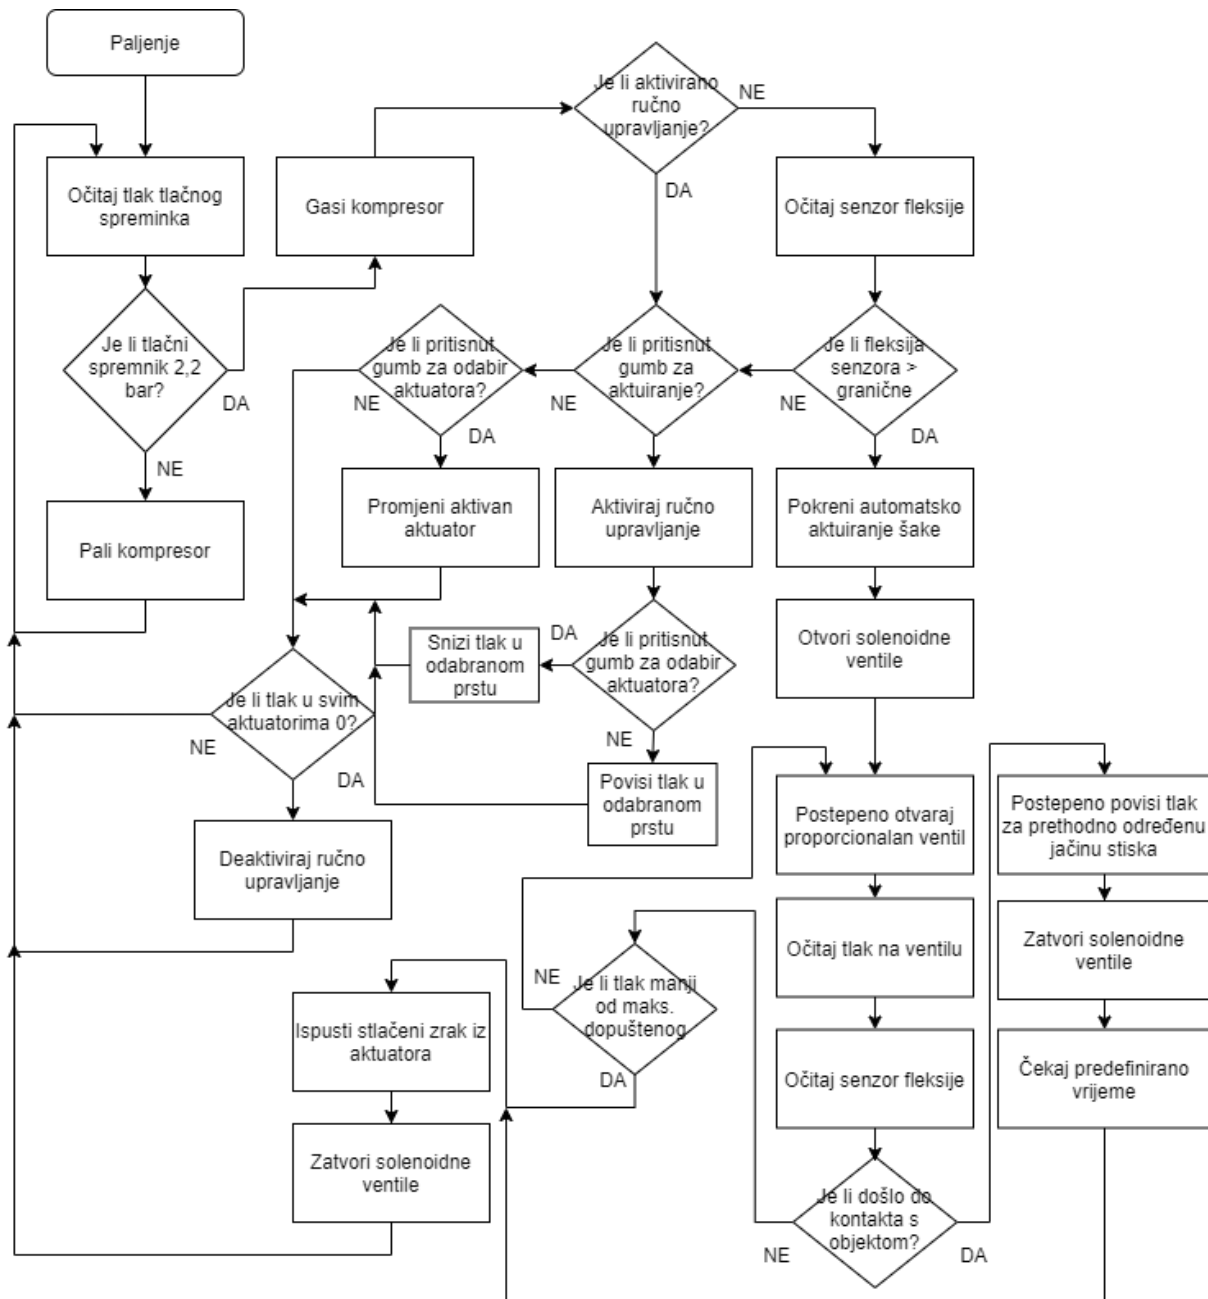 Paljenje
Očitaj tlak tlačnog
spreminka
Je li tlačni
spremnik 2,2
bar?
DA
NE
Pali kompresor
Gasi kompresor
Je li aktivirano
ručno
upravljanje?
NE
DA
Očitaj senzor fleksije
Je li fleksija
senzora >
granične
NE
DA
Je li pritisnut
gumb za
aktuiranje?
NE
Je li pritisnut
gumb za odabir
aktuatora?
NE
DA
Promjeni aktivan
aktuator
Aktiviraj ručno
upravljanje
Pokreni automatsko
aktuiranje šake
Je li pritisnut
gumb za odabir
aktuatora?
DA
NE
Snizi tlak u
odabranom
prstu
Povisi tlak u
odabranom
prstu
Otvori solenoidne
ventile
Je li tlak u svim
aktuatorima 0?
NE
DA
Deaktiviraj ručno
upravljanje
Postepeno otvaraj
proporcionalan ventil
Očitaj tlak na ventilu
Očitaj senzor fleksije
Je li došlo do
kontakta s
objektom?
NE
DA
Postepeno povisi tlak
za prethodno određenu
jačinu stiska
Zatvori solenoidne
ventile
Čekaj predefinirano
vrijeme
Je li tlak manji
od maks.
dopuštenog
NE
DA
Ispusti stlačeni zrak iz
aktuatora
Zatvori solenoidne
ventile